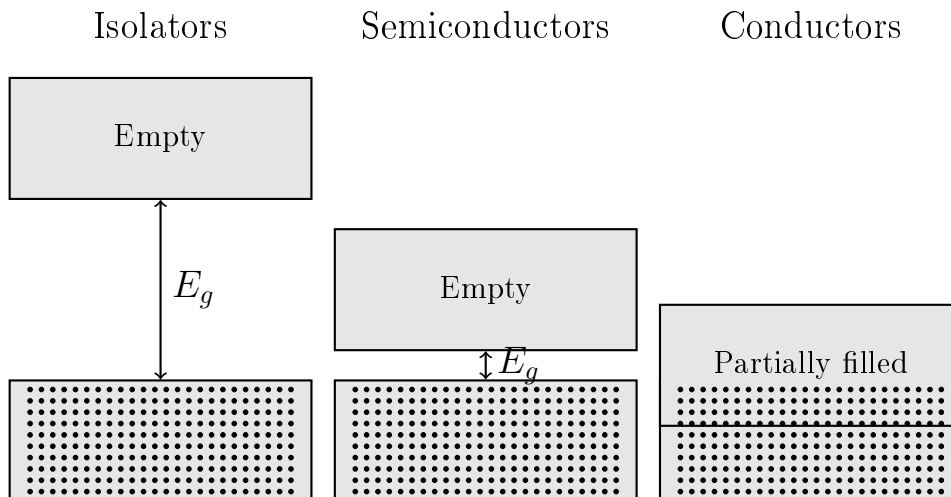 Isolators
Semiconductors
Conductors
Empty
E_g
Empty
E_g
Partially filled